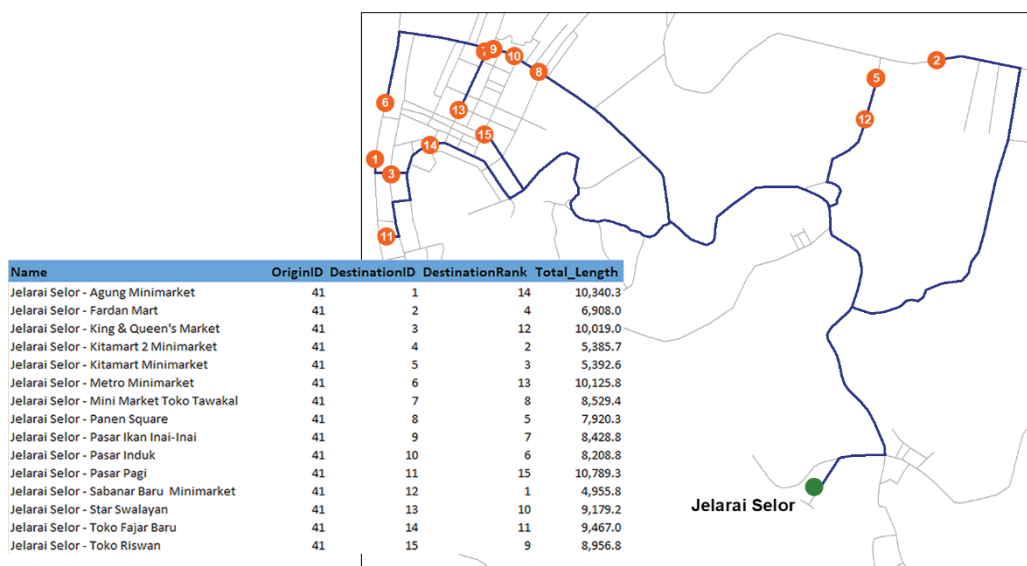 9
7
10
8
2
5
6
13
12
15
14
1
3
11
Name OriginID DestinationID DestinationRank Total_Length
Jelarai Selor - Agung Minimarket 41 1 14 10,340.3
Jelarai Selor - Fardan Mart 41 2 4 6,908.0
Jelarai Selor - King & Queen's Market 41 3 12 10,019.0
Jelarai Selor - Kitamart 2 Minimarket 41 4 2 5,385.7
Jelarai Selor - Kitamart Minimarket 41 5 3 5,392.6
Jelarai Selor - Metro Minimarket 41 6 13 10,125.8
Jelarai Selor - Mini Market Toko Tawakal 41 7 8 8,529.4
Jelarai Selor - Panen Square 41 8 5 7,920.3
Jelarai Selor - Pasar Ikan Inai-Inai 41 9 7 8,428.8
Jelarai Selor - Pasar Induk 41 10 6 8,208.8
Jelarai Selor - Pasar Pagi 41 11 15 10,789.3
Jelarai Selor - Sabanar Baru  Minimarket 41 12 1 4,955.8
Jelarai Selor - Star Swalayan 41 13 10 9,179.2
Jelarai Selor - Toko Fajar Baru 41 14 11 9,467.0
Jelarai Selor - Toko Riswan 41 15 9 8,956.8
Jelarai Selor